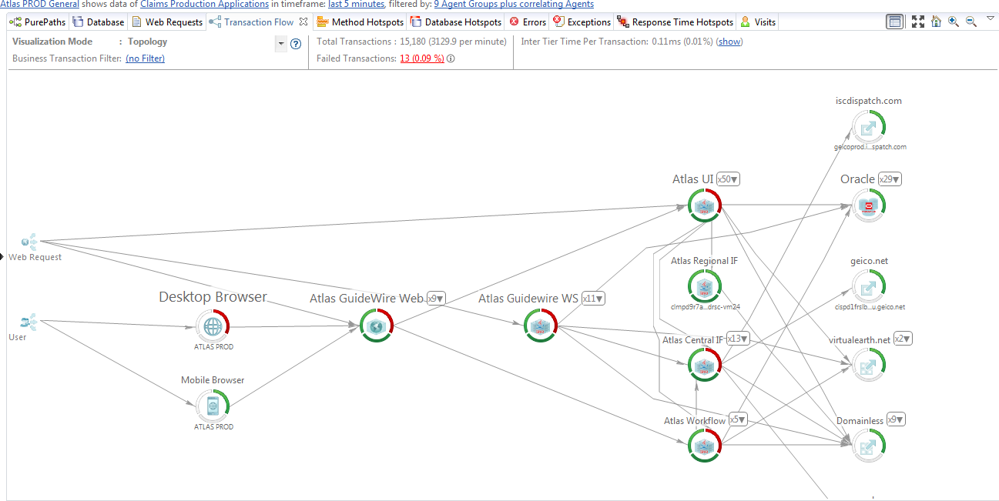 Atlas PROD General shows data of Claims Production Applications in timeframe: last 5 minutes, filtered by: 9 Agent Groups plus correlating Agents
PurePaths Database Web Requests Transaction Flow Method Hotspots Database Hotspots Errors Exceptions Response Time Hotspots Visits
Visualization Mode : Topology
Total Transactions : 15,180 (3129.9 per minute)
Inter Tier Time Per Transaction: 0.11ms (0.01%) (show)
Business Transaction Filter: (no Filter)
Failed Transactions: 13 (0.09 %)
iscdispatch.com
geicoprod.i...spatch.com
Atlas UI x50
Oracle x29
Web Request
Atlas Regional IF
clmpd9r7a...drsc-vm24
geico.net
cispd1frslb...u.geico.net
Desktop Browser
ATLAS PROD
Atlas GuideWire Web x9
Atlas Guidewire WS x11
User
Atlas Central IF x13
virtualearth.net x2
Mobile Browser
ATLAS PROD
Atlas Workflow x5
Domainless x9